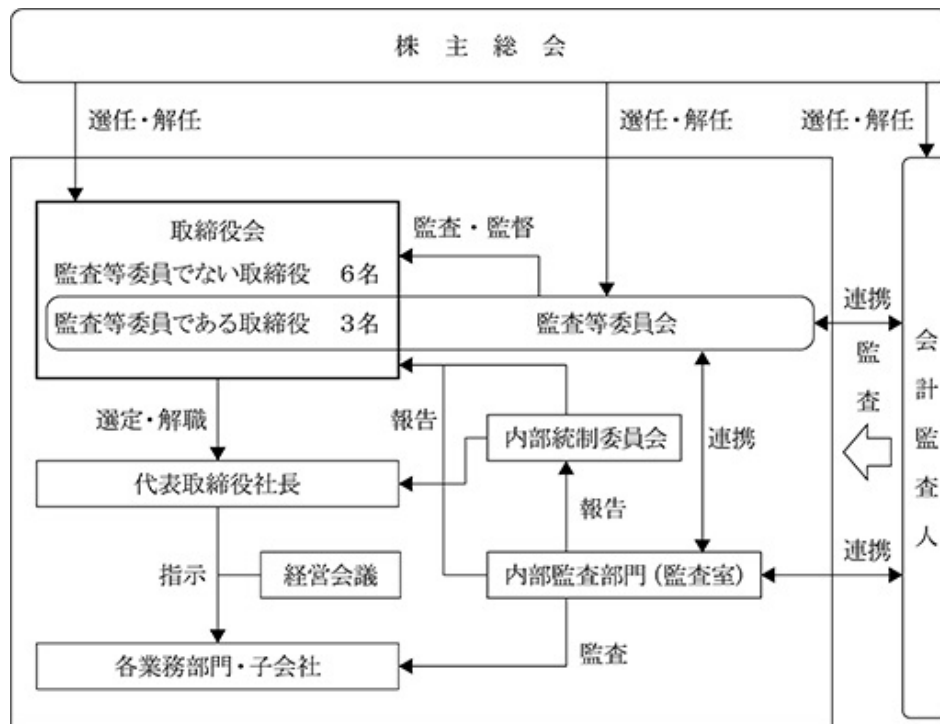 株主総会
選任・解任
選任・解任
選任・解任
取締役会
監査等委員でない取締役 6名
監査等委員である取締役 3名
監査・監督
監査等委員会
連携
監査
会計監査人
選定・解職
報告
内部統制委員会
連携
代表取締役社長
報告
指示
経営会議
内部監査部門(監査室)
連携
各業務部門・子会社
監査